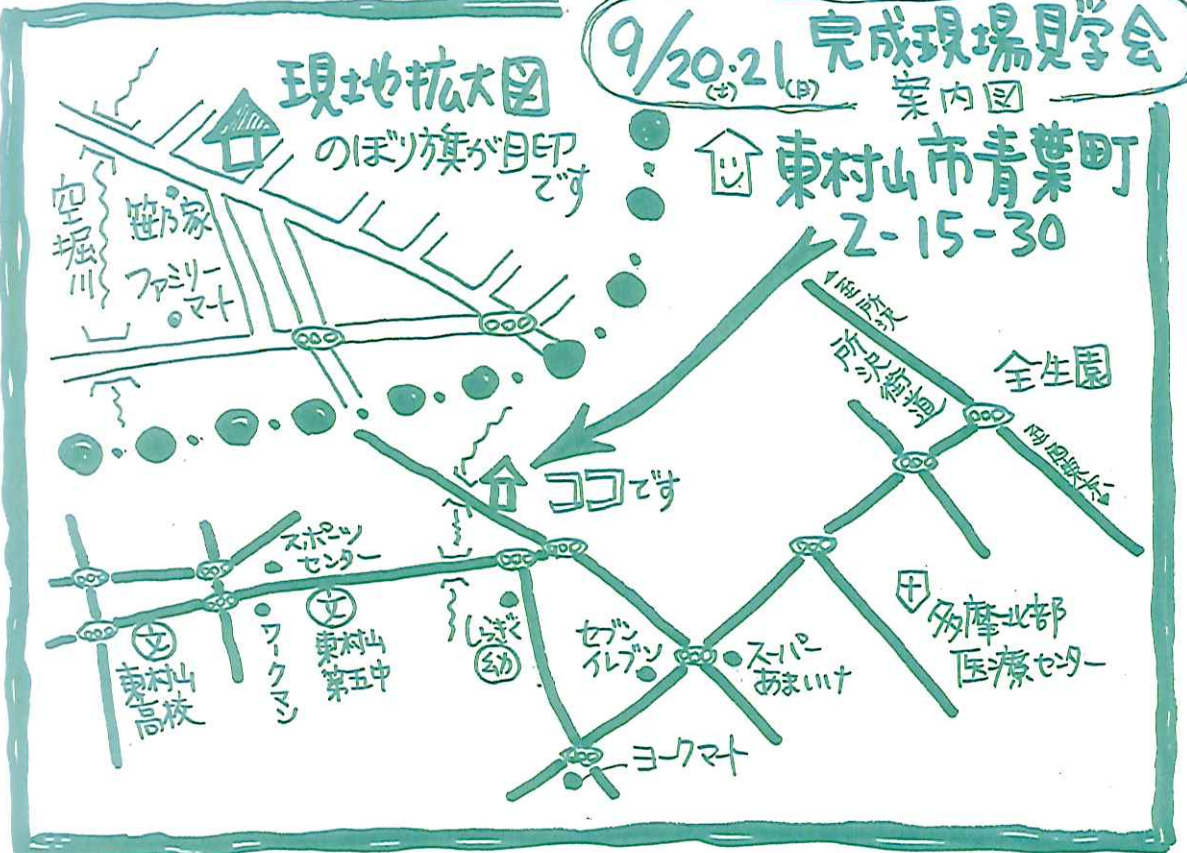 9/20・21 完成現場見学会
(土) (日)
案内図
東村山市青葉町
2-15-30
現地拡大図
のぼり旗が目印
です
空堀川
笹乃家
ファミリー
マート
至所沢
所沢街道
全生園
ココです
スポーツ
センター
文
東村山
高校
ワークマン
文
東村山
第五中
しらぎく
幼
セブン
イレブン
スーパー
あまいけ
ヨークマート
多摩北部
医療センター